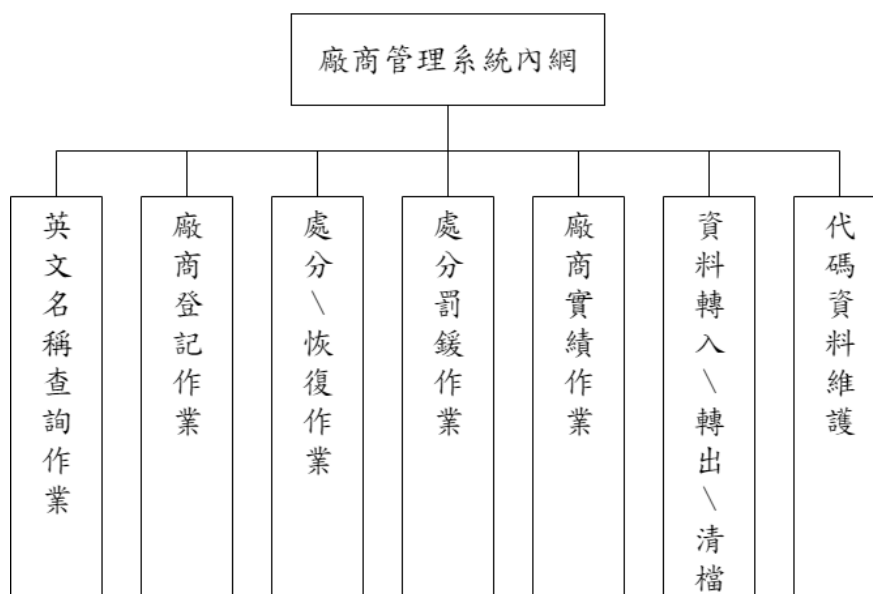 廠商管理系統內網
英文名稱查詢作業
廠商登記作業
處分\恢復作業
處分罰鍰作業
廠商實績作業
資料轉入\轉出\清檔
代碼資料維護